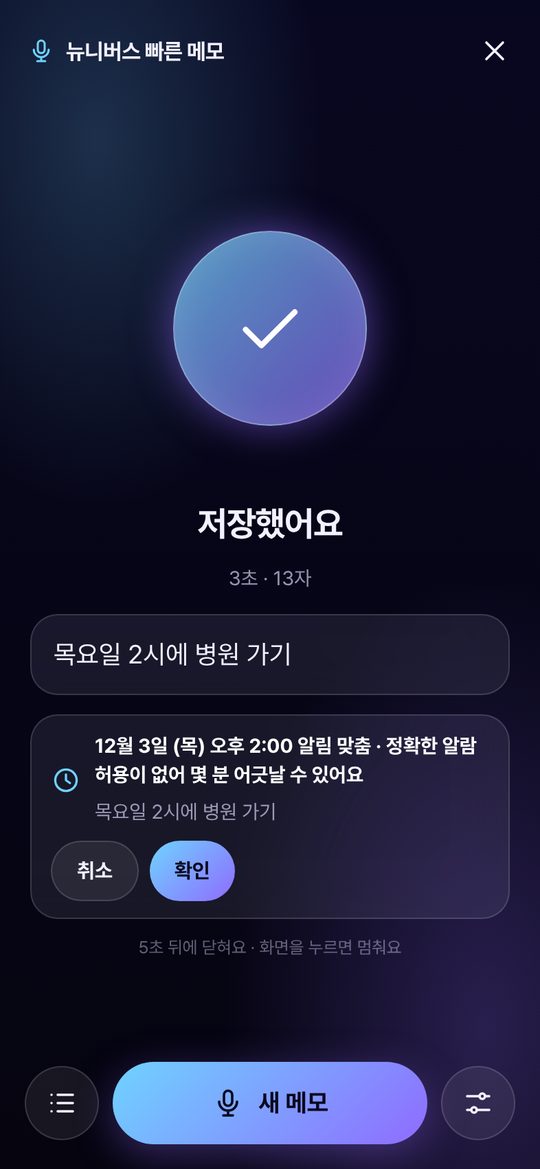 뉴니버스 빠른 메모
저장했어요
3초 · 13자
목요일 2시에 병원 가기
12월 3일 (목) 오후 2:00 알림 맞춤 · 정확한 알람
허용이 없어 몇 분 어긋날 수 있어요
목요일 2시에 병원 가기
취소
확인
5초 뒤에 닫혀요 · 화면을 누르면 멈춰요
새 메모